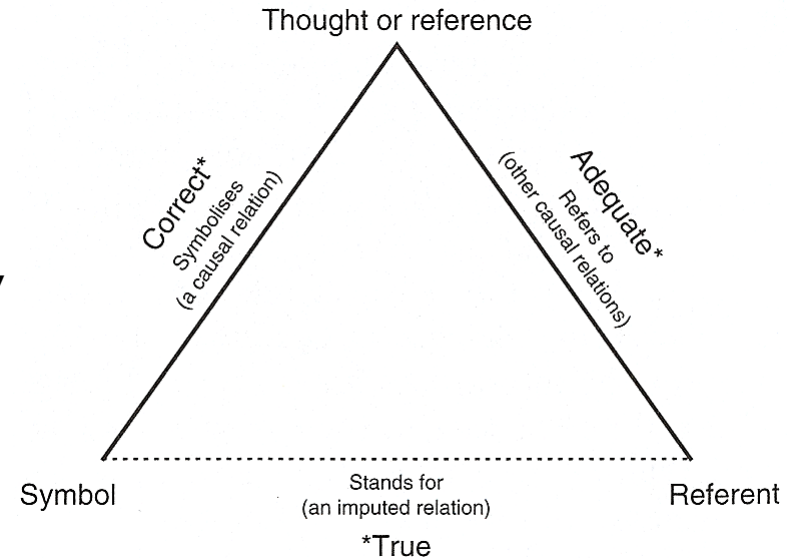 Thought or reference
Correct*
Symbolises
(a causal relation)
Adequate*
Refers to
(other causal relations)
Symbol
Stands for
(an imputed relation)
Referent
*True